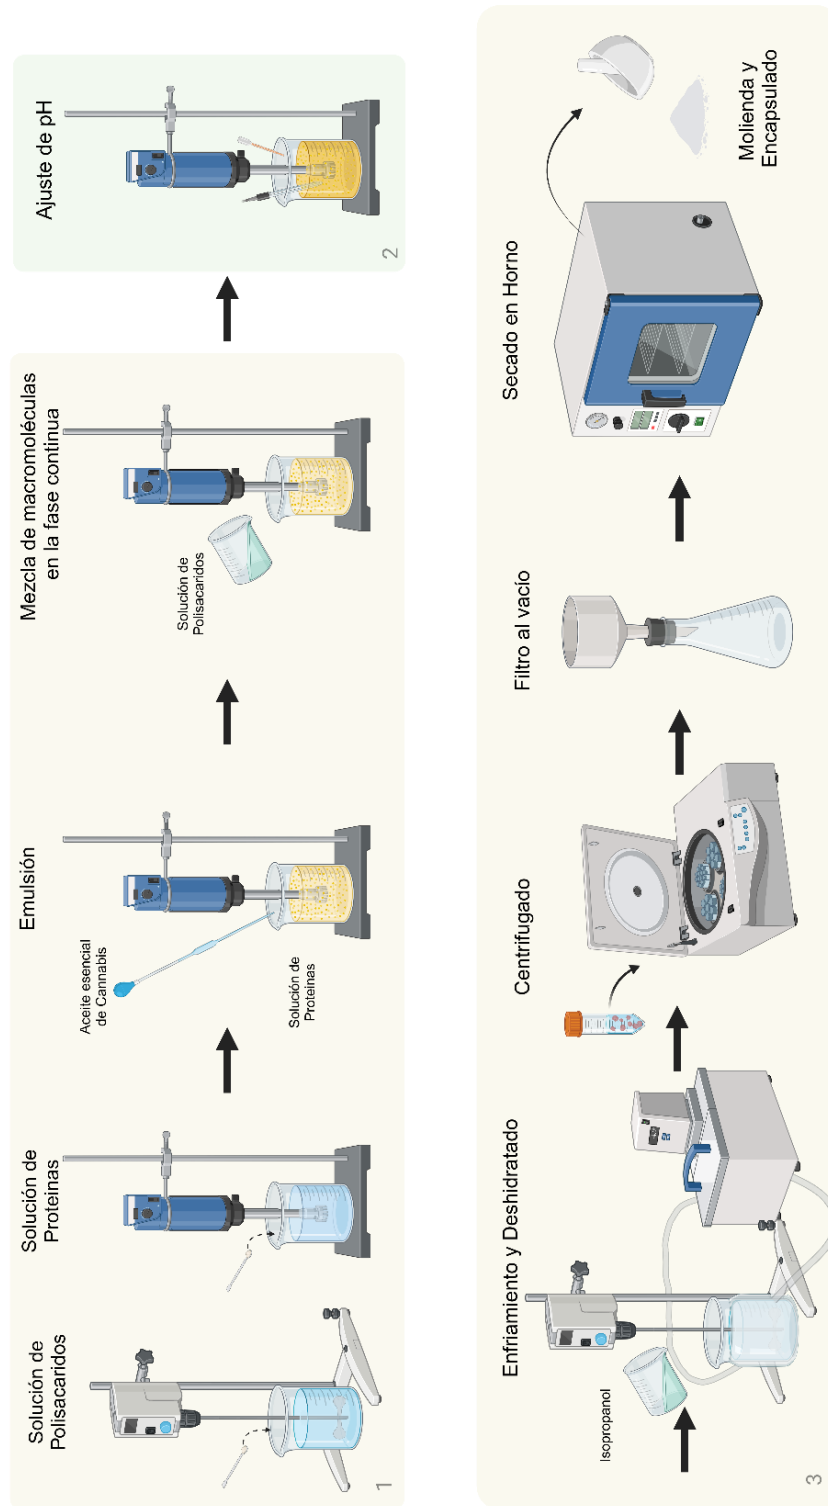 Solución de
Polisacaridos
Solución de
Proteinas
Emulsión
Aceite esencial
de Cannabis
Solución de
Proteinas
Mezcla de macromoléculas
en la fase continua
Solución de
Polisacaridos
1
Ajuste de pH
2
Enfriamiento y Deshidratado
Isopropanol
Centrifugado
Filtro al vacio
Secado en Horno
Molienda y
Encapsulado
3